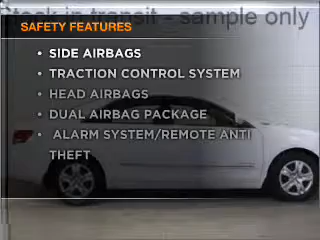 Stock in transit - sample only
SAFETY FEATURES
• SIDE AIRBAGS
• TRACTION CONTROL SYSTEM
• HEAD AIRBAGS
• DUAL AIRBAG PACKAGE
• ALARM SYSTEM/REMOTE ANTI
THEFT